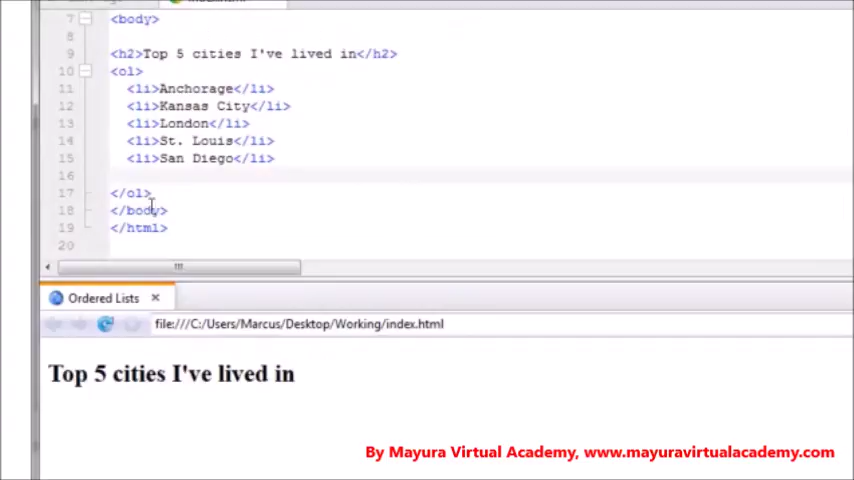 7 <body>
8
9 <h2>Top 5 cities I've lived in</h2>
10 <ol>
11 <li>Anchorage</li>
12 <li>Kansas City</li>
13 <li>London</li>
14 <li>St. Louis</li>
15 <li>San Diego</li>
16
17 </ol>
18 </body>
19 </html>
20
Ordered Lists
file:///C:/Users/Marcus/Desktop/Working/index.html
Top 5 cities I've lived in
By Mayura Virtual Academy, www.mayuravirtualacademy.com